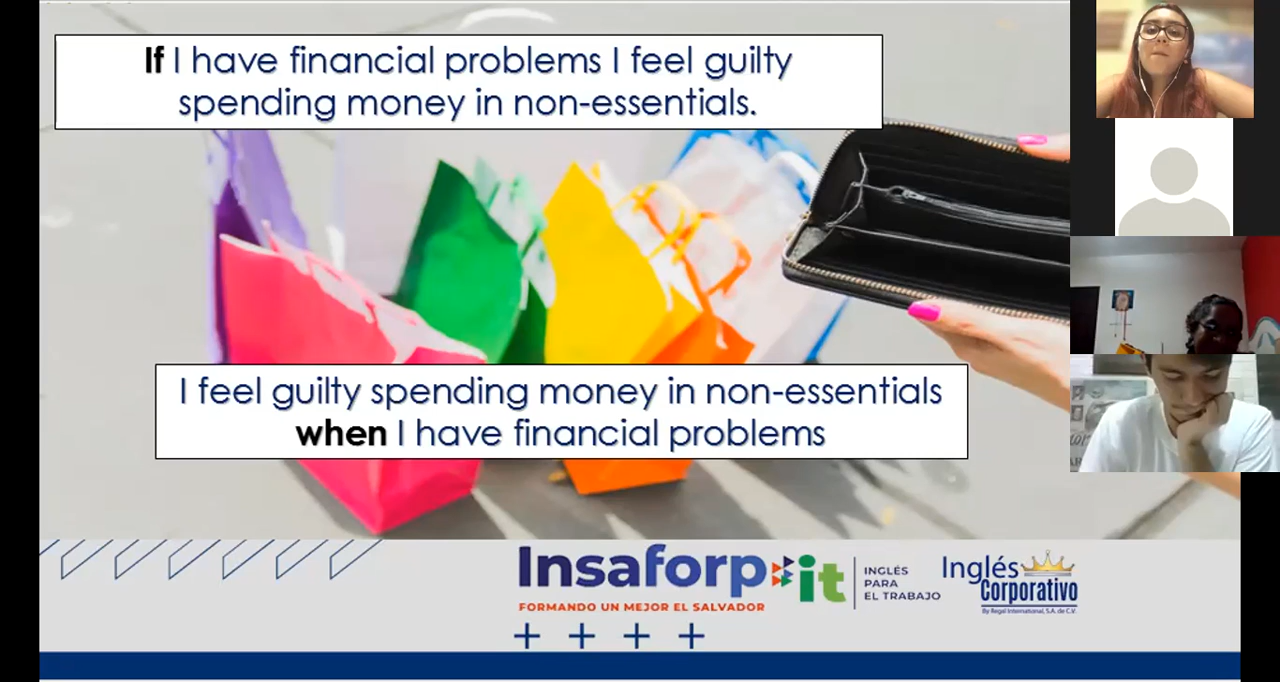 If I have financial problems I feel guilty
spending money in non-essentials.
I feel guilty spending money in non-essentials
when I have financial problems
Insaforp
FORMANDO UN MEJOR EL SALVADOR
it
INGLÉS
PARA
EL TRABAJO
Inglés
Corporativo
By Regal International, S.A. de C.V.